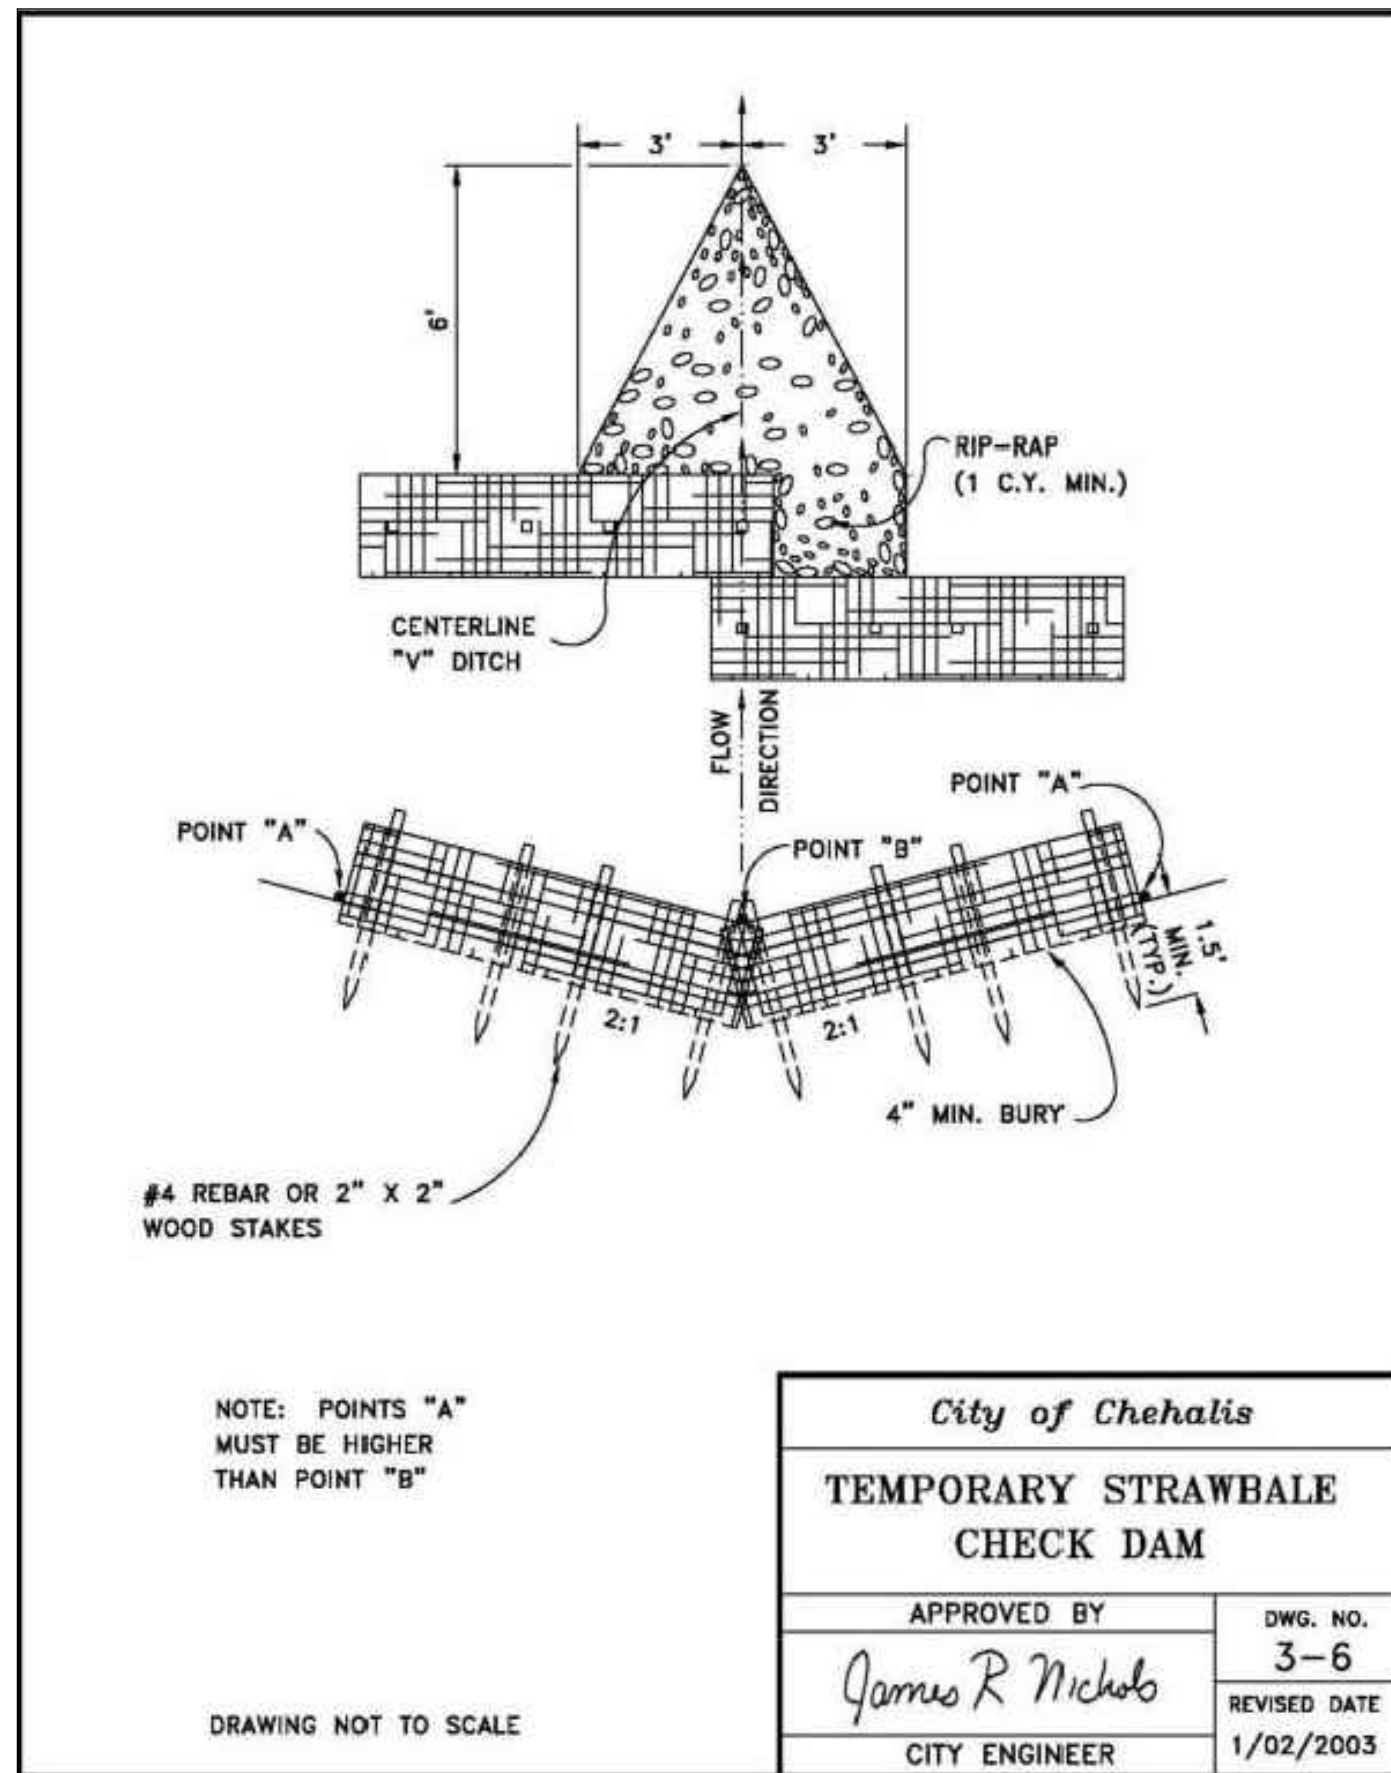 3' 3'
6'
RIP-RAP
(1 C.Y. MIN.)
CENTERLINE
"V" DITCH
FLOW
DIRECTION
POINT "A"
POINT "A"
POINT "B"
1.5'
MIN.
(TYP.)
2:1 2:1
4" MIN. BURY
#4 REBAR OR 2" X 2"
WOOD STAKES
NOTE: POINTS "A"
MUST BE HIGHER
THAN POINT "B"
DRAWING NOT TO SCALE
City of Chehalis
TEMPORARY STRAWBALE
CHECK DAM
APPROVED BY
James R Nichols
CITY ENGINEER
DWG. NO.
3-6
REVISED DATE
1/02/2003